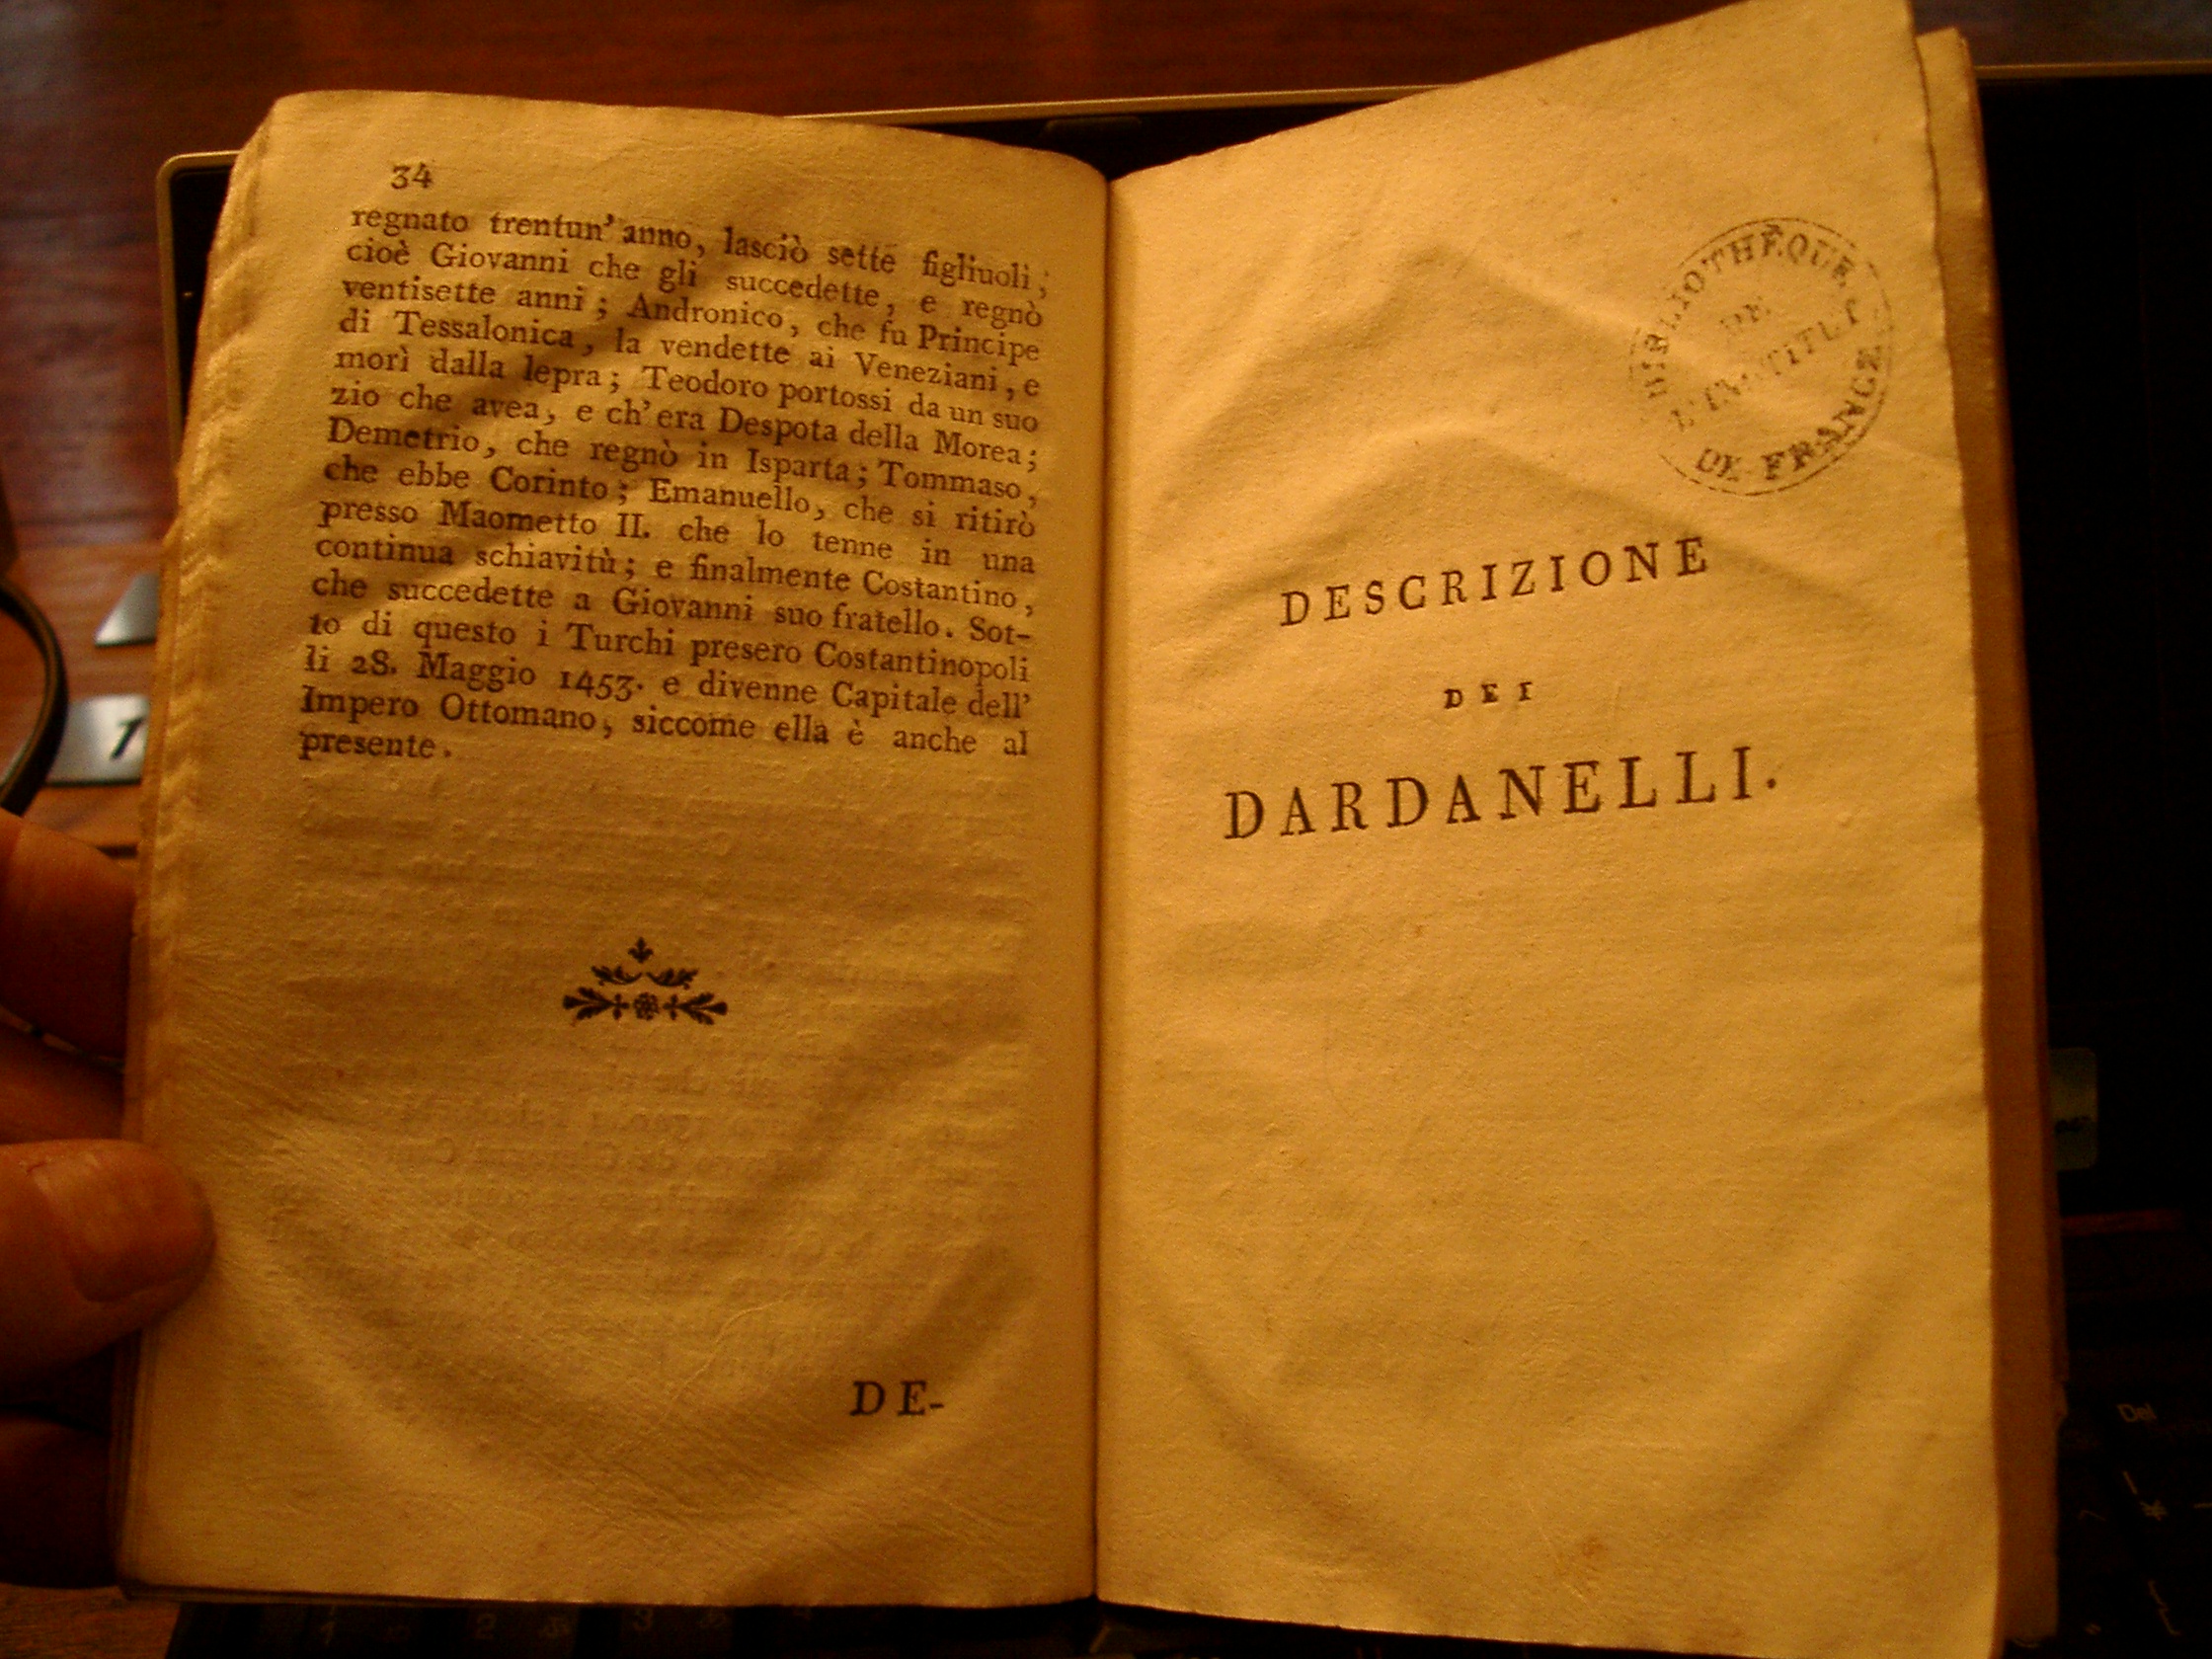 34
regnato trentun' anno, lasciò sette figliuoli;
cioè Giovanni che gli succedette, e regnò
ventisette anni; Andronico, che fu Principe
di Tessalonica, la vendette ai Veneziani, e
morì dalla lepra; Teodoro portossi da un suo
zio che avea, e ch'era Despota della Morea;
Demetrio, che regnò in Isparta; Tommaso,
che ebbe Corinto; Emanuello, che si ritirò
presso Maometto II. che lo tenne in una
continua schiavitù; e finalmente Costantino,
che succedette a Giovanni suo fratello. Sot-
to di questo i Turchi presero Costantinopoli
li 28. Maggio 1453. e divenne Capitale dell'
Impero Ottomano, siccome ella è anche al
presente.
DE-
BIBLIOTHÈQUE
DE
L'INSTITUT
DE FRANCE
DESCRIZIONE
DEI
DARDANELLI.
Del